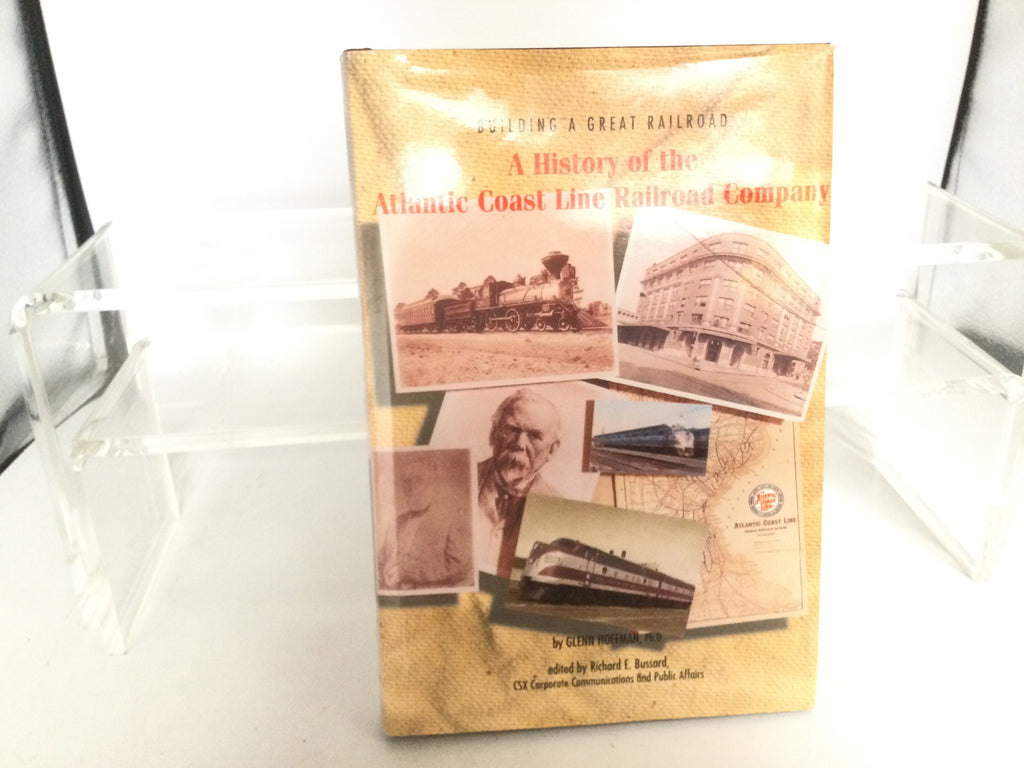 BUILDING A GREAT RAILROAD
A History of the
Atlantic Coast Line Railroad Company
ATLANTIC COAST LINE
by GLENN HOFFMAN, Ph.D.
edited by Richard E. Bussard,
CSX Corporate Communications and Public Affairs